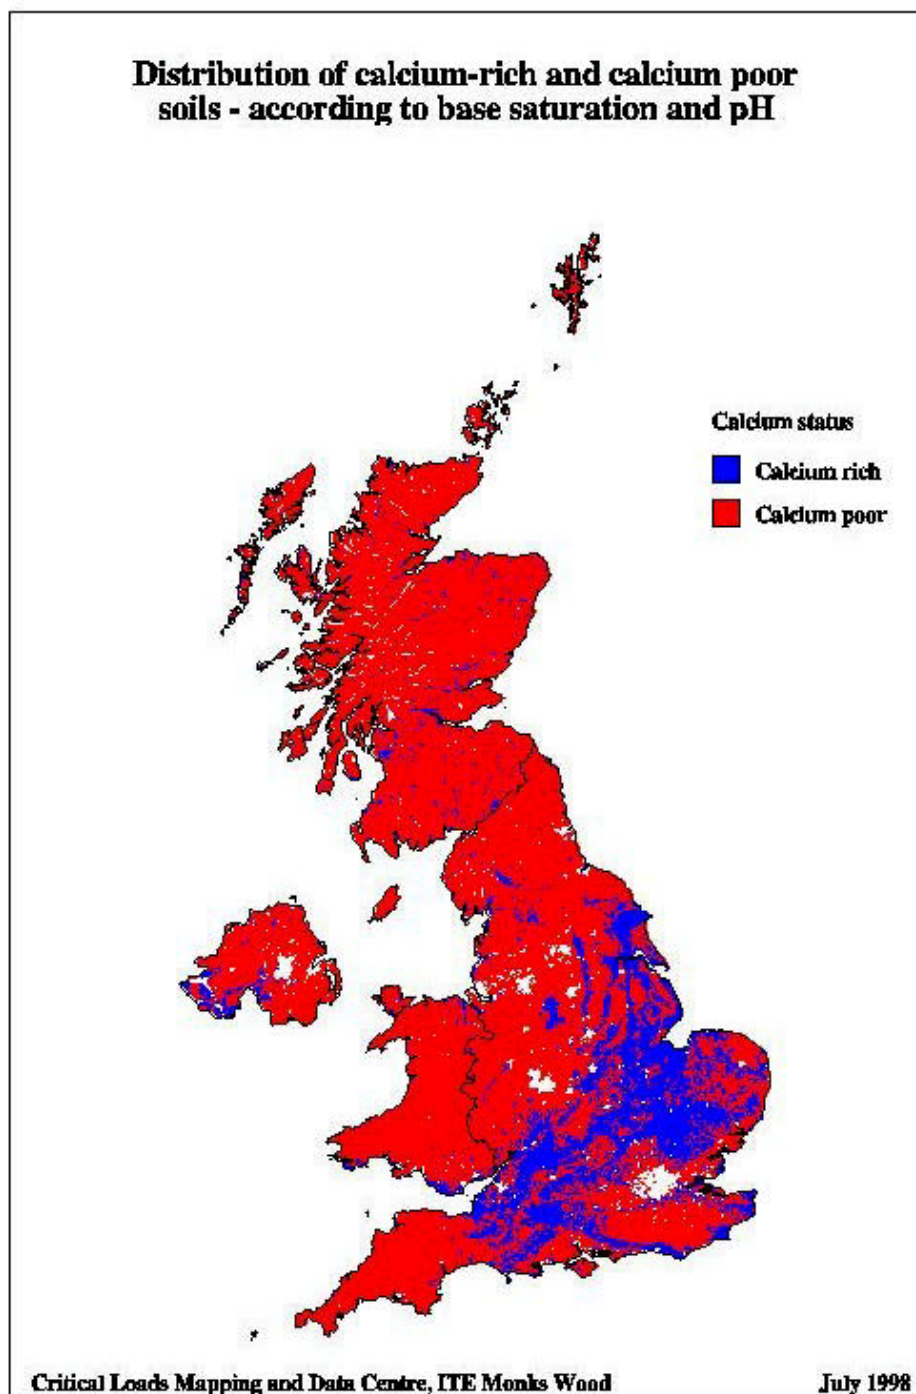 Distribution of calcium-rich and calcium poor
soils - according to base saturation and pH
Calcium status
Calcium rich
Calcium poor
Critical Loads Mapping and Data Centre, ITE Monks Wood
July 1998